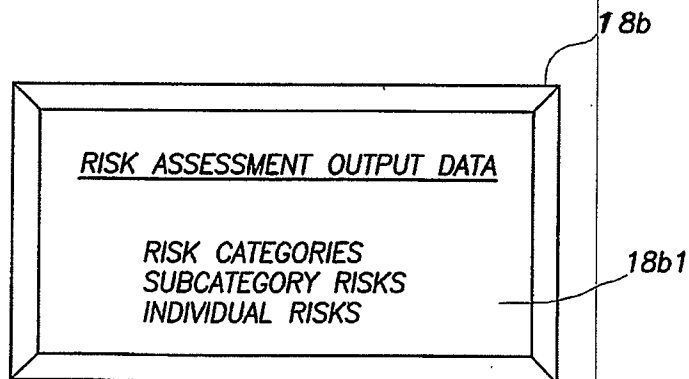 18b
RISK ASSESSMENT OUTPUT DATA
RISK CATEGORIES
SUBCATEGORY RISKS
INDIVIDUAL RISKS
18b1